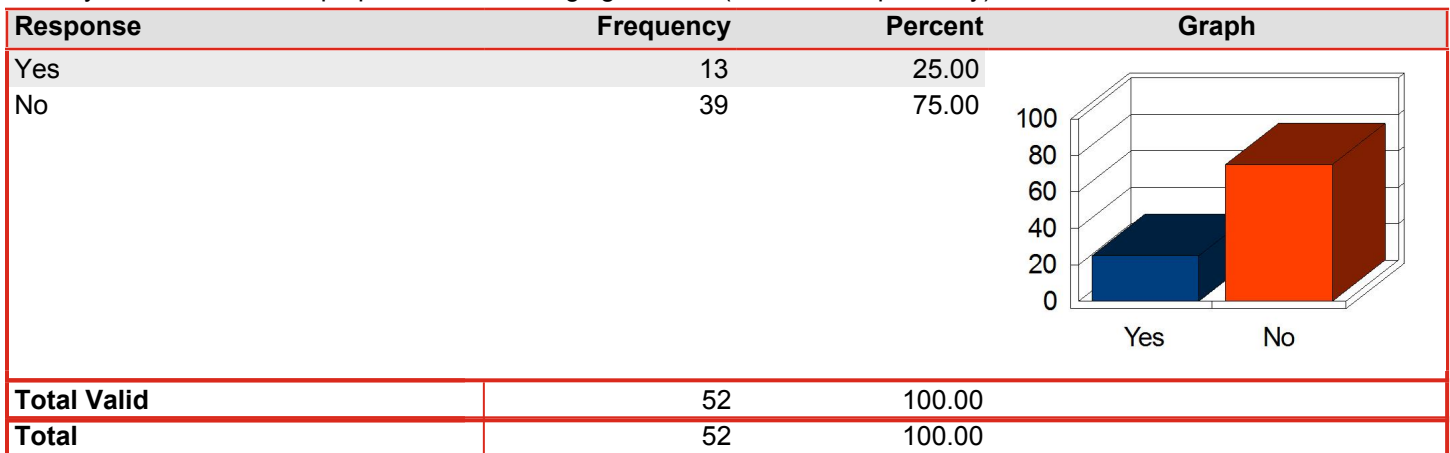 Response Frequency Percent Graph
Yes 13 25.00
No 39 75.00
100
80
60
40
20
0
Yes No
Total Valid 52 100.00
Total 52 100.00